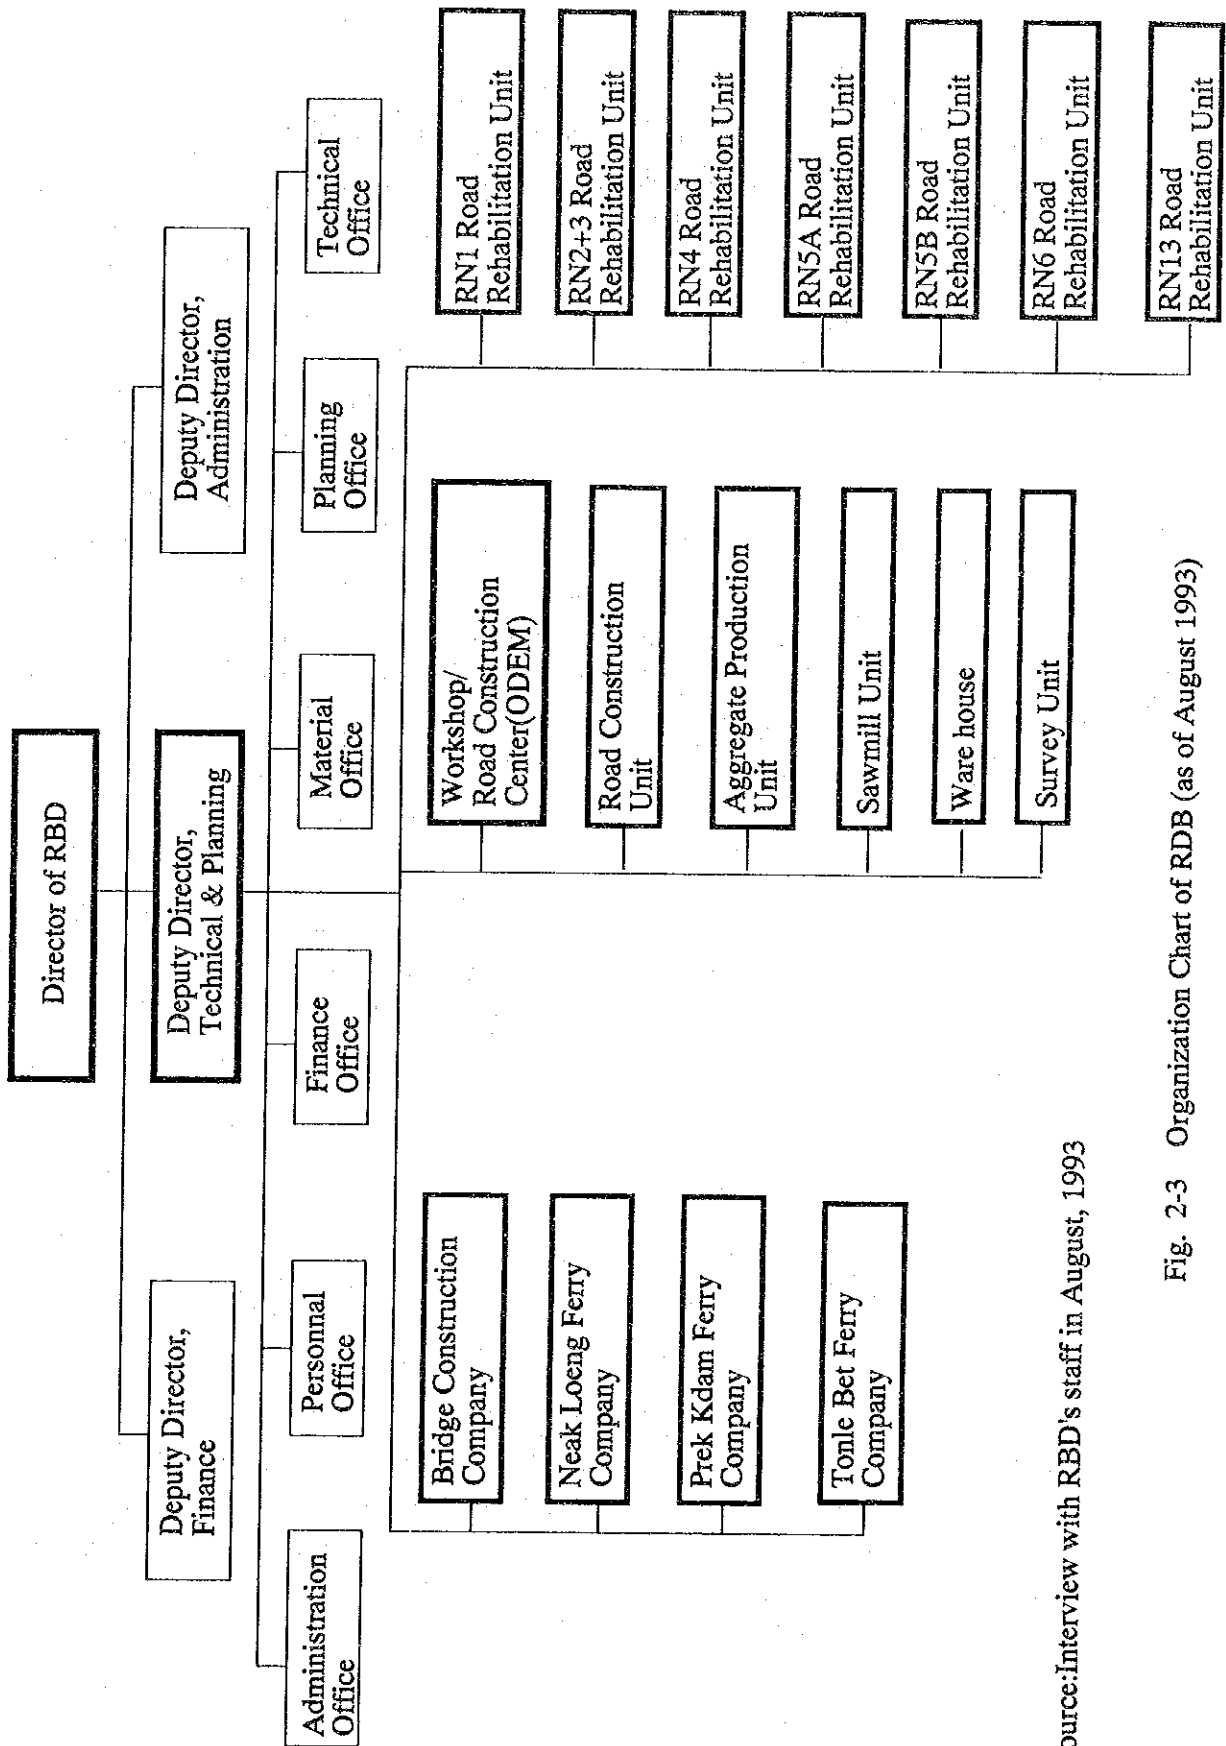 Director of RBD
Deputy Director,
Finance
Deputy Director,
Technical & Planning
Deputy Director,
Administration
Administration
Office
Personnal
Office
Finance
Office
Material
Office
Planning
Office
Technical
Office
Bridge Construction
Company
Neak Loeng Ferry
Company
Prek Kdam Ferry
Company
Tonle Bet Ferry
Company
Workshop/
Road Construction
Center(ODEM)
Road Construction
Unit
Aggregate Production
Unit
Sawmill Unit
Ware house
Survey Unit
RN1 Road
Rehabilitation Unit
RN2+3 Road
Rehabilitation Unit
RN4 Road
Rehabilitation Unit
RN5A Road
Rehabilitation Unit
RN5B Road
Rehabilitation Unit
RN6 Road
Rehabilitation Unit
RN13 Road
Rehabilitation Unit
ource:Interview with RBD's staff in August, 1993
Fig. 2-3 Organization Chart of RDB (as of August 1993)